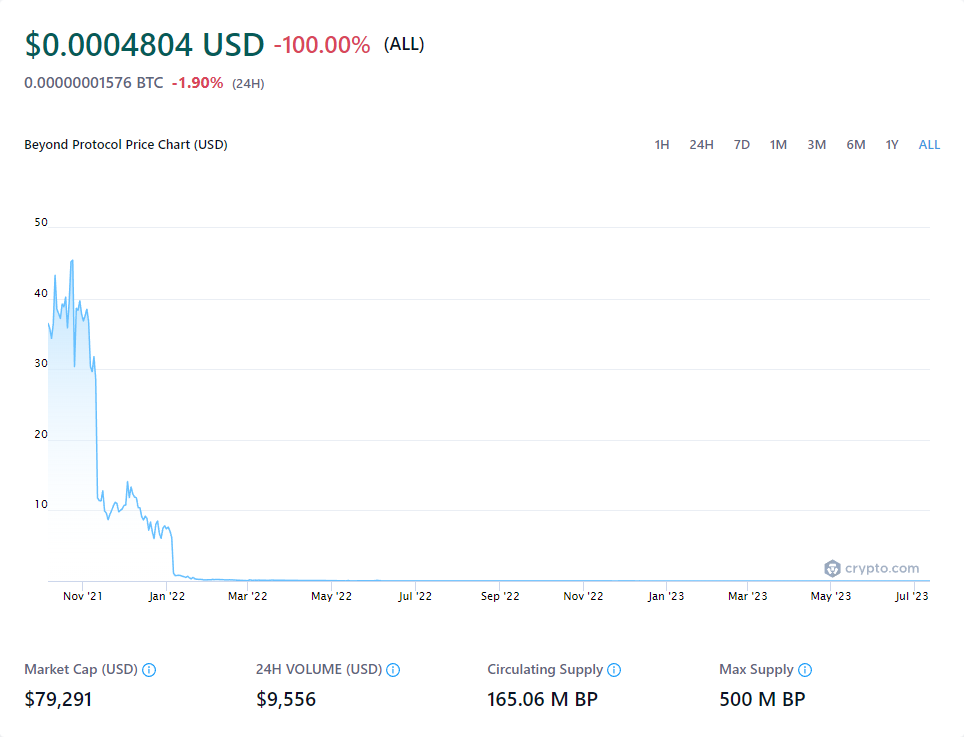 $0.0004804 USD -100.00% (ALL)
0.00000001576 BTC -1.90% (24H)
Beyond Protocol Price Chart (USD)
1H 24H 7D 1M 3M 6M 1Y ALL
50
40
30
20
10
crypto.com
Nov '21 Jan '22 Mar '22 May '22 Jul '22 Sep '22 Nov '22 Jan '23 Mar '23 May '23 Jul '23
Market Cap (USD) 24H VOLUME (USD) Circulating Supply Max Supply
$79,291 $9,556 165.06 M BP 500 M BP